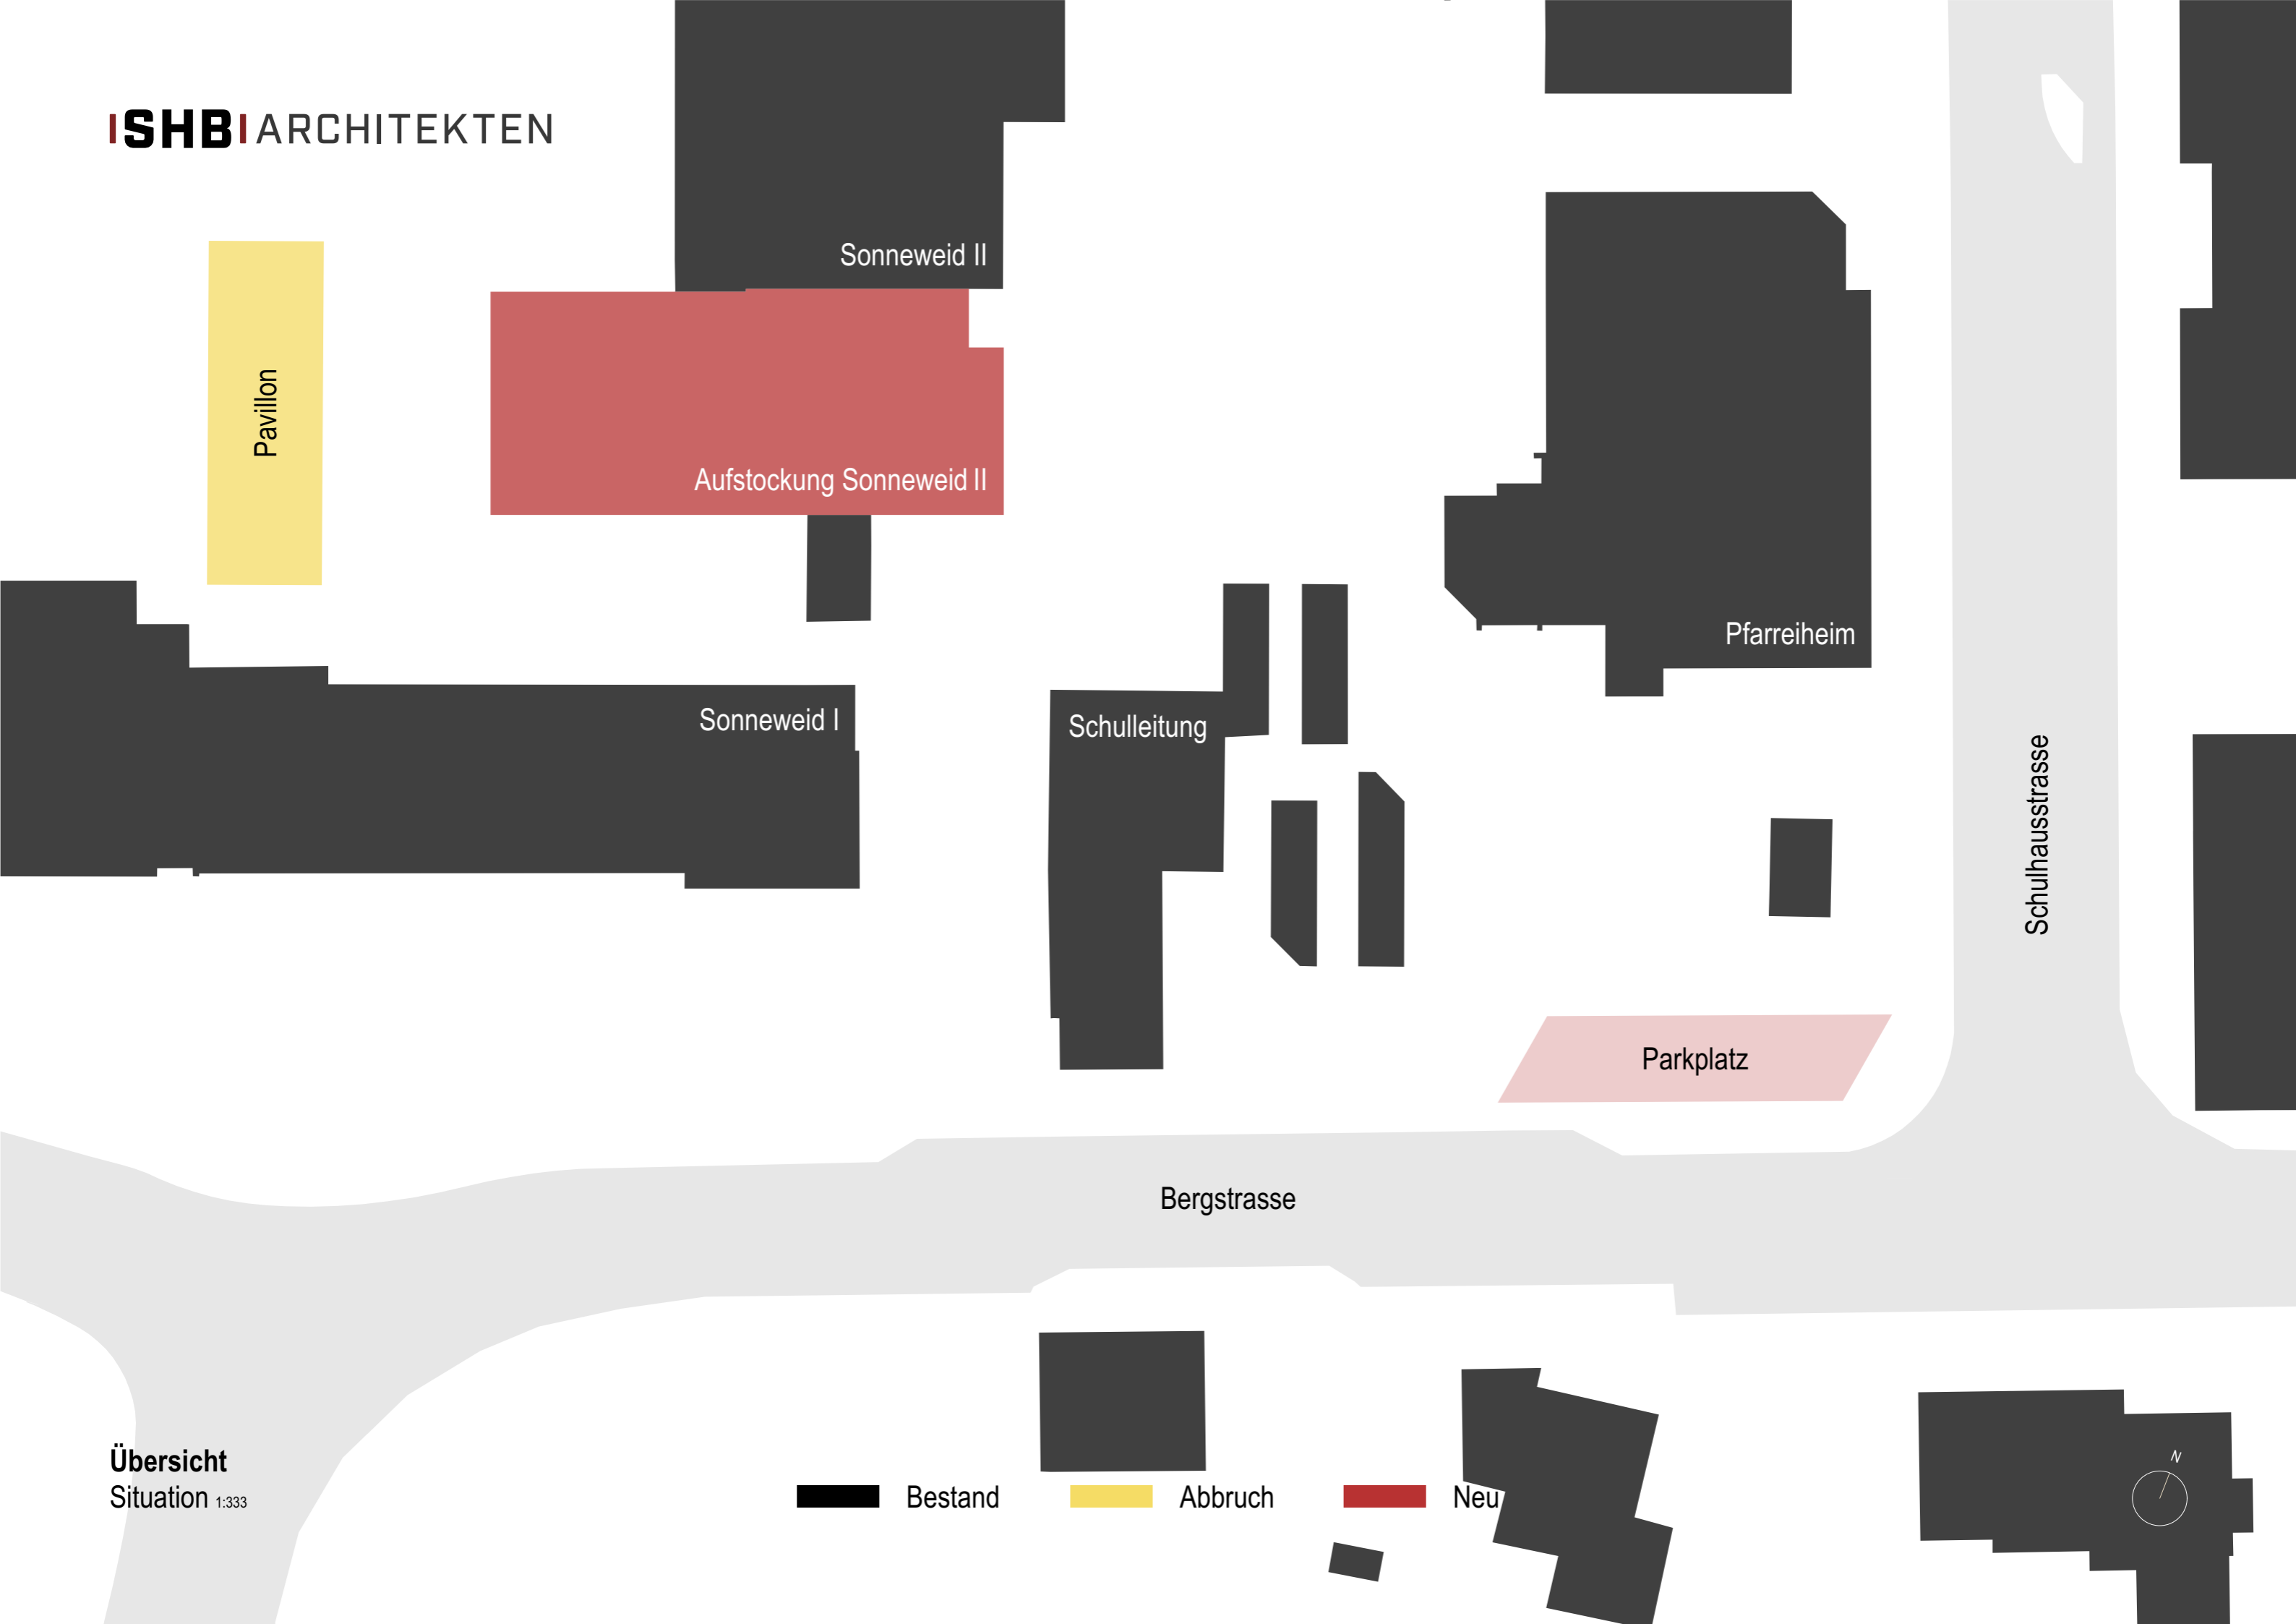 SHB ARCHITEKTEN
Sonneweid II
Pavillon
Aufstockung Sonneweid II
Pfarreiheim
Sonneweid I
Schulleitung
Schulhausstrasse
Parkplatz
Bergstrasse
Übersicht
Situation 1:333
Bestand
Abbruch
Neu
N